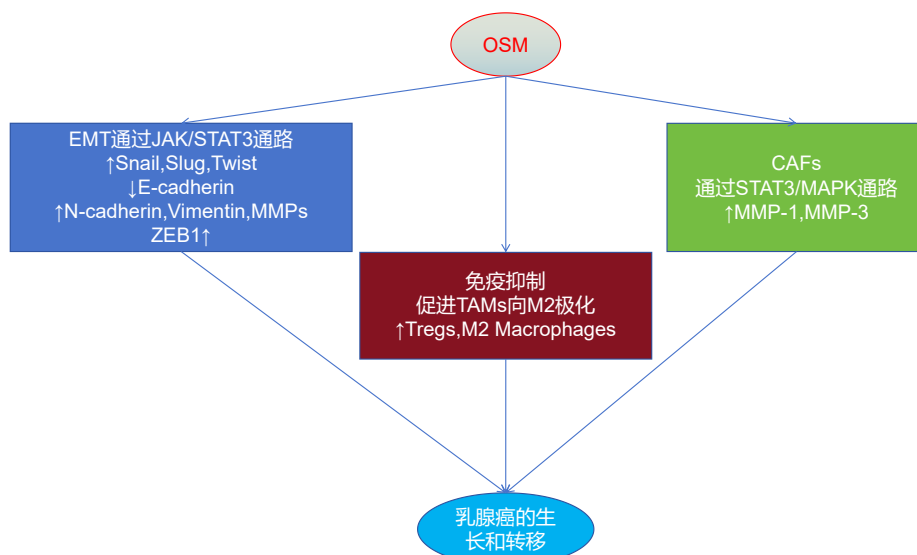 OSM
EMT通过JAK/STAT3通路
↑Snail,Slug,Twist
↓E-cadherin
↑N-cadherin,Vimentin,MMPs
ZEB1↑
CAFs
通过STAT3/MAPK通路
↑MMP-1,MMP-3
免疫抑制
促进TAMs向M2极化
↑Tregs,M2 Macrophages
乳腺癌的生
长和转移